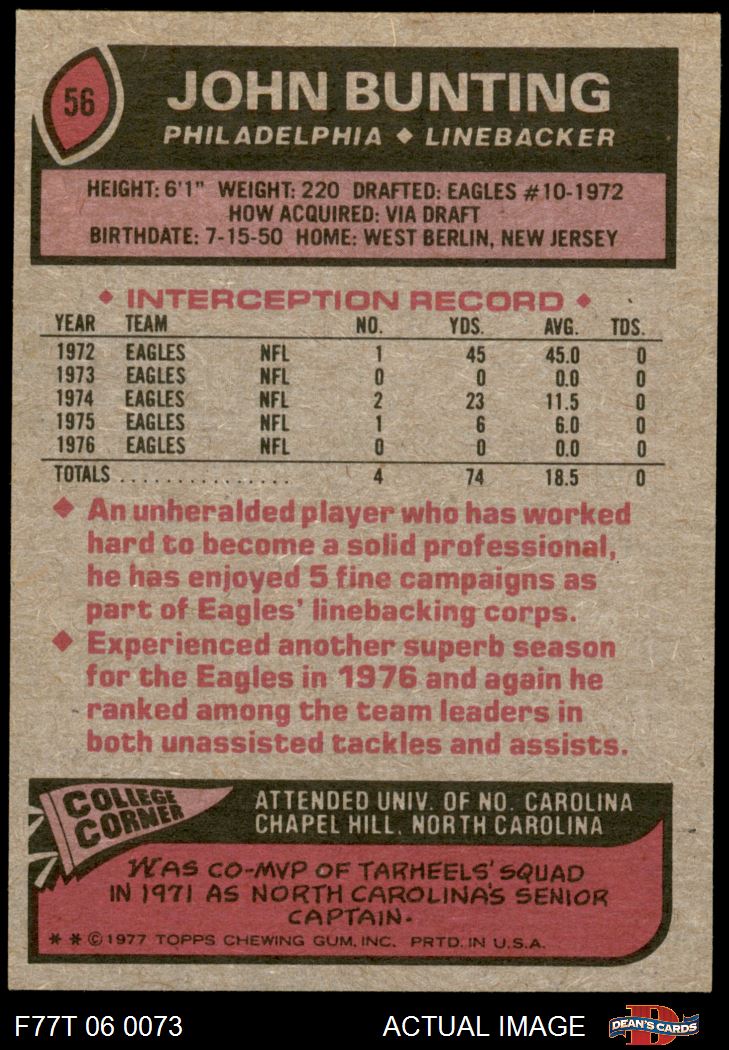 56
JOHN BUNTING
PHILADELPHIA ◆ LINEBACKER
HEIGHT: 6'1" WEIGHT: 220 DRAFTED: EAGLES #10-1972
HOW ACQUIRED: VIA DRAFT
BIRTHDATE: 7-15-50 HOME: WEST BERLIN, NEW JERSEY
◆ INTERCEPTION RECORD ◆
YEAR TEAM NO. YDS. AVG. TDS.
1972 EAGLES NFL 1 45 45.0 0
1973 EAGLES NFL 0 0 0.0 0
1974 EAGLES NFL 2 23 11.5 0
1975 EAGLES NFL 1 6 6.0 0
1976 EAGLES NFL 0 0 0.0 0
TOTALS ................ 4 74 18.5 0
◆ An unheralded player who has worked
hard to become a solid professional,
he has enjoyed 5 fine campaigns as
part of Eagles' linebacking corps.
◆ Experienced another superb season
for the Eagles in 1976 and again he
ranked among the team leaders in
both unassisted tackles and assists.
COLLEGE
CORNER
ATTENDED UNIV. OF NO. CAROLINA
CHAPEL HILL, NORTH CAROLINA
WAS CO-MVP OF TARHEELS' SQUAD
IN 1971 AS NORTH CAROLINA'S SENIOR
CAPTAIN.
* * © 1977 TOPPS CHEWING GUM, INC. PRTD. IN U.S.A.
F77T 06 0073 ACTUAL IMAGE
D
DEAN'S CARDS